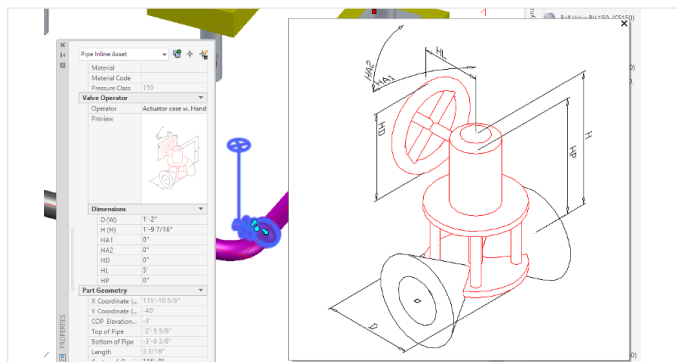 Pipe Inline Asset
Material
Material Code
Pressure Class 150
Valve Operator
Operator Actuator case w. Hand
Preview
Dimensions
D (W) 1'-2"
H (H) 1'-9 7/16"
HA1 0"
HA2 0"
HD 0"
HL 5'
HP 0"
Part Geometry
X Coordinate (... 115'-10 5/8"
Y Coordinate (... -40'
COP Elevation... -3'
Top of Pipe -2'-5 5/8"
Bottom of Pipe -3'-6 3/8"
Length 3 3/16"
PROPERTIES
HL
HA2
HA1
HD
H
HP
D